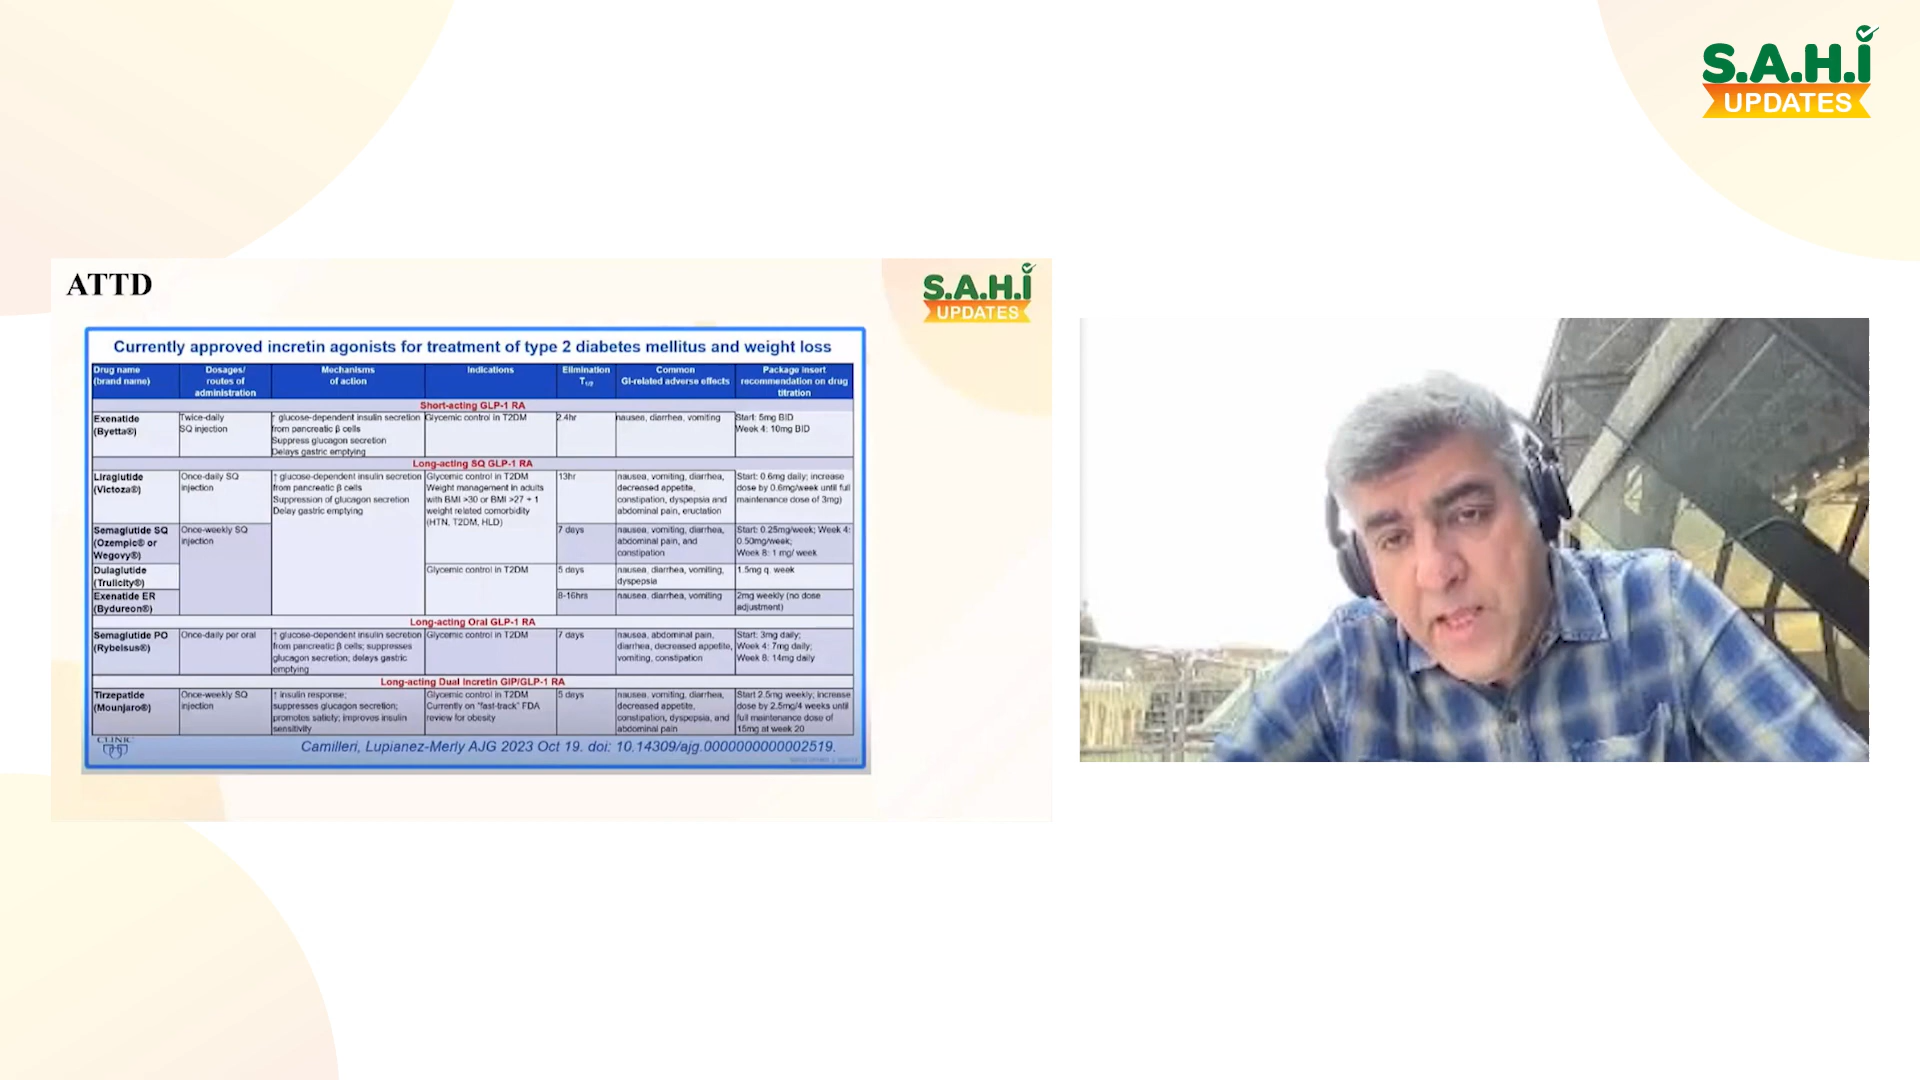 S.A.H.I
UPDATES
ATTD
S.A.H.I
UPDATES
Currently approved incretin agonists for treatment of type 2 diabetes mellitus and weight loss
Drug name
(brand name)
Dosages/
routes of
administration
Mechanisms
of action
Indications
Elimination
T1/2
Common
GI-related adverse effects
Package insert
recommendation on drug
titration
Short-acting GLP-1 RA
Exenatide
(Byetta®)
Twice-daily
SQ injection
↑ glucose-dependent insulin secretion
from pancreatic β cells
Suppress glucagon secretion
Delays gastric emptying
Glycemic control in T2DM
2.4hr
nausea, diarrhea, vomiting
Start: 5mg BID
Week 4: 10mg BID
Long-acting SQ GLP-1 RA
Liraglutide
(Victoza®)
Once-daily SQ
injection
↑ glucose-dependent insulin secretion
from pancreatic β cells
Suppression of glucagon secretion
Delay gastric emptying
Glycemic control in T2DM
Weight management in adults
with BMI >30 or BMI >27 + 1
weight related comorbidity
(HTN, T2DM, HLD)
13hr
nausea, vomiting, diarrhea,
decreased appetite,
constipation, dyspepsia and
abdominal pain, eructation
Start: 0.6mg daily; increase
dose by 0.6mg/week until full
maintenance dose of 3mg)
Semaglutide SQ
(Ozempic® or
Wegovy®)
Once-weekly SQ
injection
7 days
nausea, vomiting, diarrhea,
abdominal pain, and
constipation
Start: 0.25mg/week; Week 4:
0.50mg/week;
Week 8: 1 mg/ week
Dulaglutide
(Trulicity®)
Glycemic control in T2DM
5 days
nausea, diarrhea, vomiting,
dyspepsia
1.5mg q. week
Exenatide ER
(Bydureon®)
8-16hrs
nausea, diarrhea, vomiting
2mg weekly (no dose
adjustment)
Long-acting Oral GLP-1 RA
Semaglutide PO
(Rybelsus®)
Once-daily per oral
↑ glucose-dependent insulin secretion
from pancreatic β cells; suppresses
glucagon secretion; delays gastric
emptying
Glycemic control in T2DM
7 days
nausea, abdominal pain,
diarrhea, decreased appetite,
vomiting, constipation
Start: 3mg daily;
Week 4: 7mg daily;
Week 8: 14mg daily
Long-acting Dual Incretin GIP/GLP-1 RA
Tirzepatide
(Mounjaro®)
Once-weekly SQ
injection
↑ insulin response;
suppresses glucagon secretion;
promotes satiety; improves insulin
sensitivity
Glycemic control in T2DM
Currently on "fast-track" FDA
review for obesity
5 days
nausea, vomiting, diarrhea,
decreased appetite,
constipation, dyspepsia, and
abdominal pain
Start 2.5mg weekly; increase
dose by 2.5mg/4 weeks until
full maintenance dose of
15mg at week 20
CLINIC
Camilleri, Lupianez-Merly AJG 2023 Oct 19. doi: 10.14309/ajg.0000000000002519.